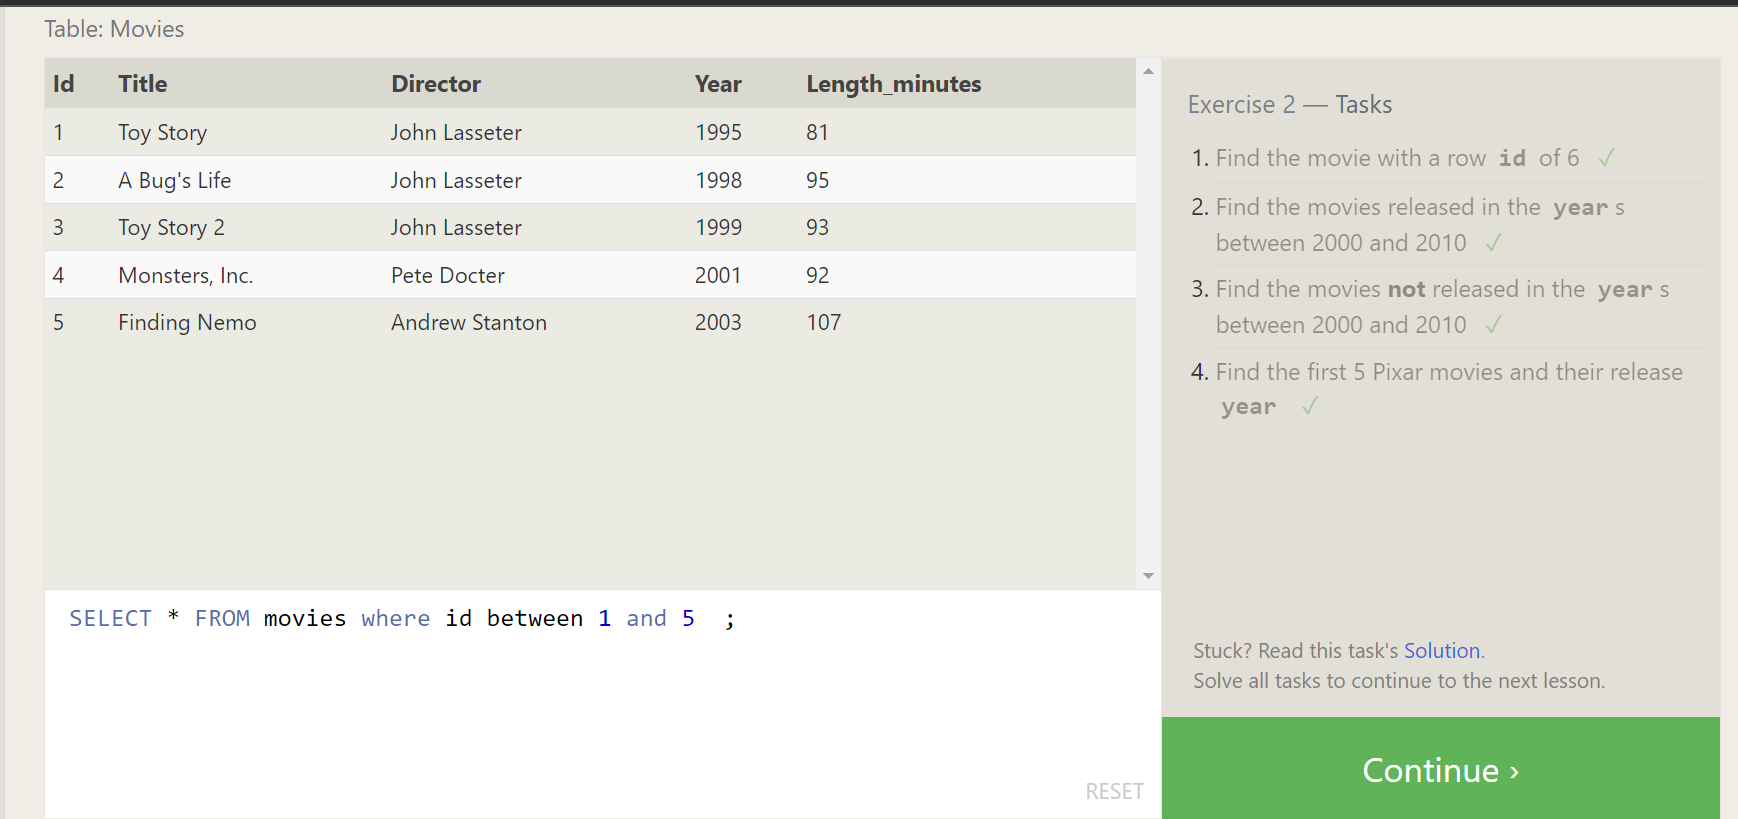 Table: Movies
Id Title Director Year Length_minutes
1 Toy Story John Lasseter 1995 81
2 A Bug's Life John Lasseter 1998 95
3 Toy Story 2 John Lasseter 1999 93
4 Monsters, Inc. Pete Docter 2001 92
5 Finding Nemo Andrew Stanton 2003 107
SELECT * FROM movies where id between 1 and 5  ;
RESET
Exercise 2 — Tasks
1. Find the movie with a row id of 6 ✓
2. Find the movies released in the year s
between 2000 and 2010 ✓
3. Find the movies not released in the year s
between 2000 and 2010 ✓
4. Find the first 5 Pixar movies and their release
year ✓
Stuck? Read this task's Solution.
Solve all tasks to continue to the next lesson.
Continue ›